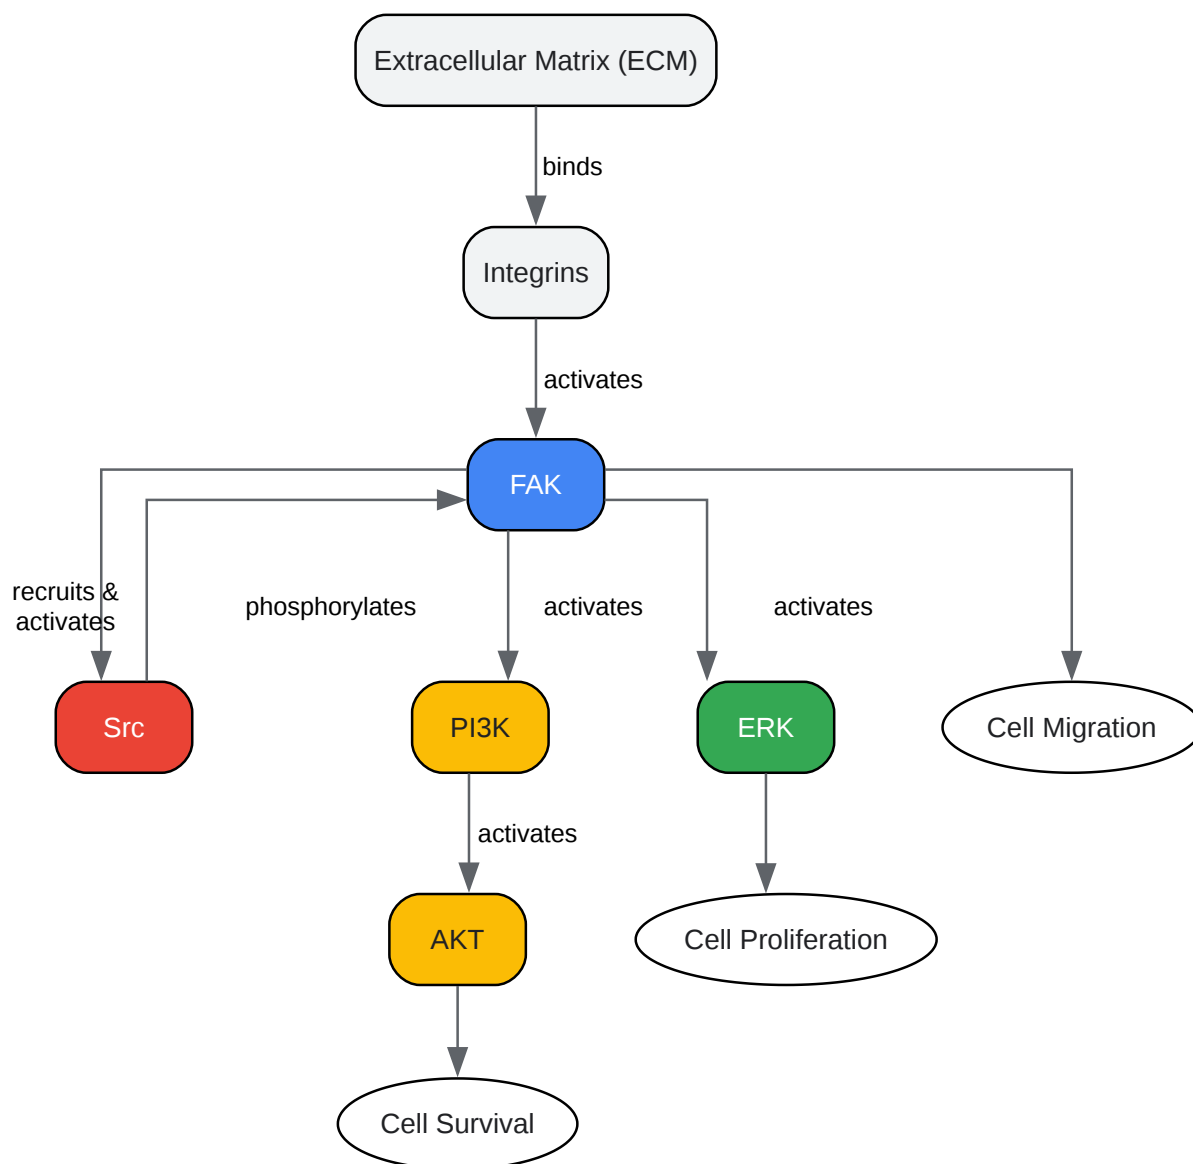 Extracellular Matrix (ECM)
binds
Integrins
activates
FAK
recruits &
activates
phosphorylates
activates
activates
Src
PI3K
ERK
Cell Migration
activates
AKT
Cell Proliferation
Cell Survival